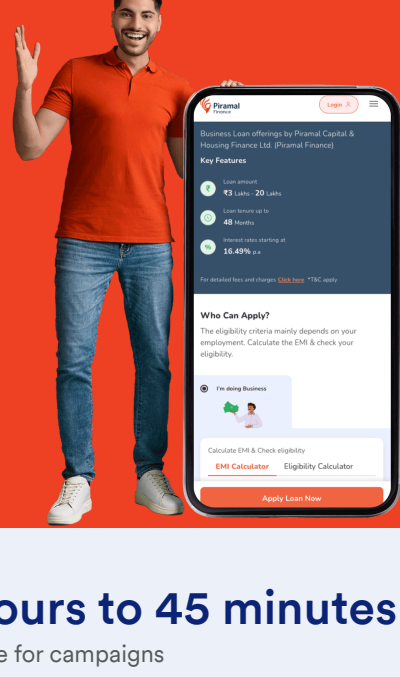 Piramal
Finance
Login
Business Loan offerings by Piramal Capital &
Housing Finance Ltd. (Piramal Finance)
Key Features
Loan amount
₹3 Lakhs - 20 Lakhs
Loan tenure up to
48 Months
Interest rates starting at
16.49% p.a
For detailed fees and charges Click here *T&C apply
Who Can Apply?
The eligibility criteria mainly depends on your
employment. Calculate the EMI & check your
eligibility.
I'm doing Business
Calculate EMI & Check eligibility
EMI Calculator Eligibility Calculator
Apply Loan Now
ours to 45 minutes
e for campaigns